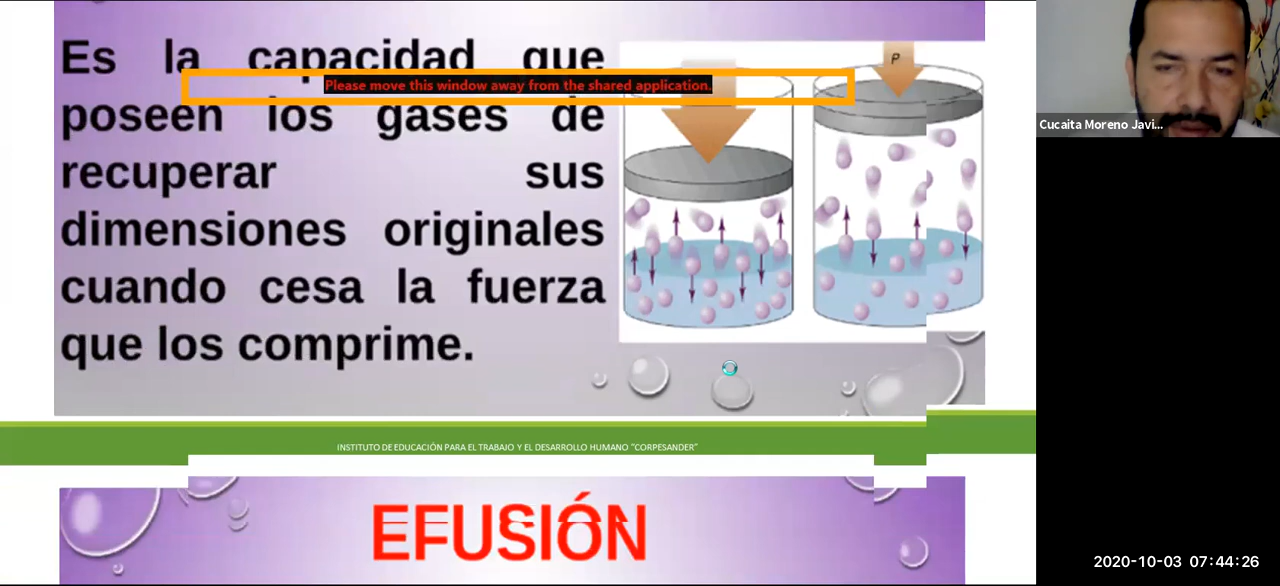 Es la capacidad que
Please move this window away from the shared application.
poseen los gases de
recuperar sus
dimensiones originales
cuando cesa la fuerza
que los comprime.
P
Cucaita Moreno Javi...
INSTITUTO DE EDUCACIÓN PARA EL TRABAJO Y EL DESARROLLO HUMANO "CORPESANDER"
EFUSIÓN
2020-10-03 07:44:26